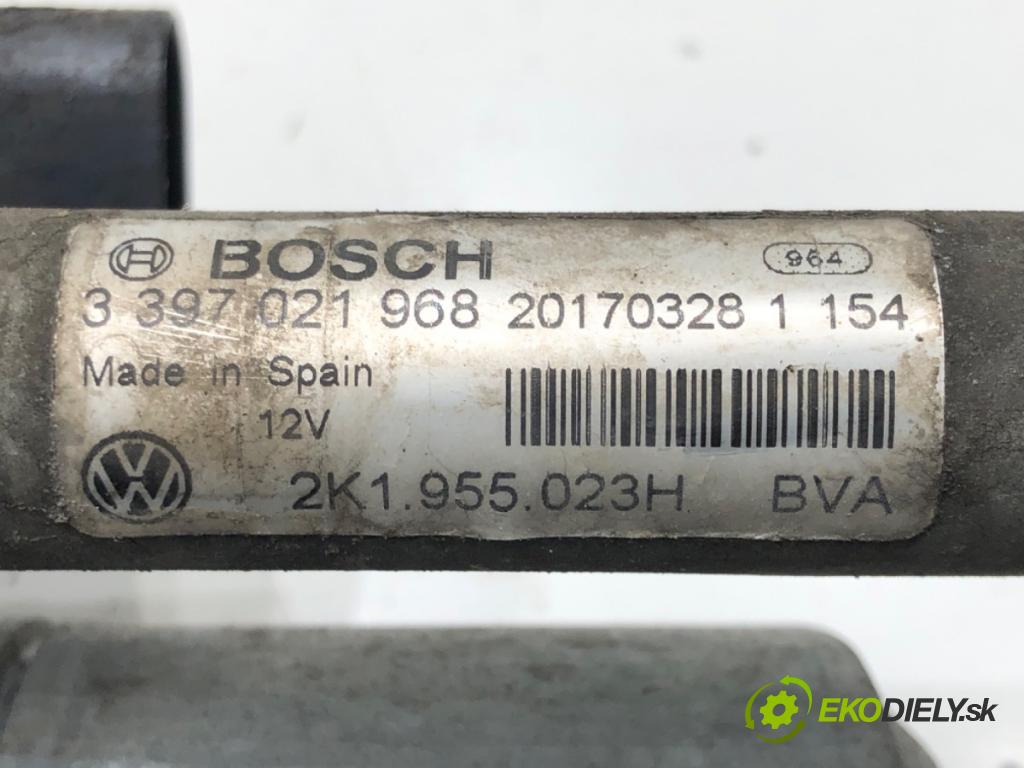 BOSCH 964
3 397 021 968 20170328 1 154
Made in Spain
12V
VW 2K1.955.023H BVA
EKODIELY.sk